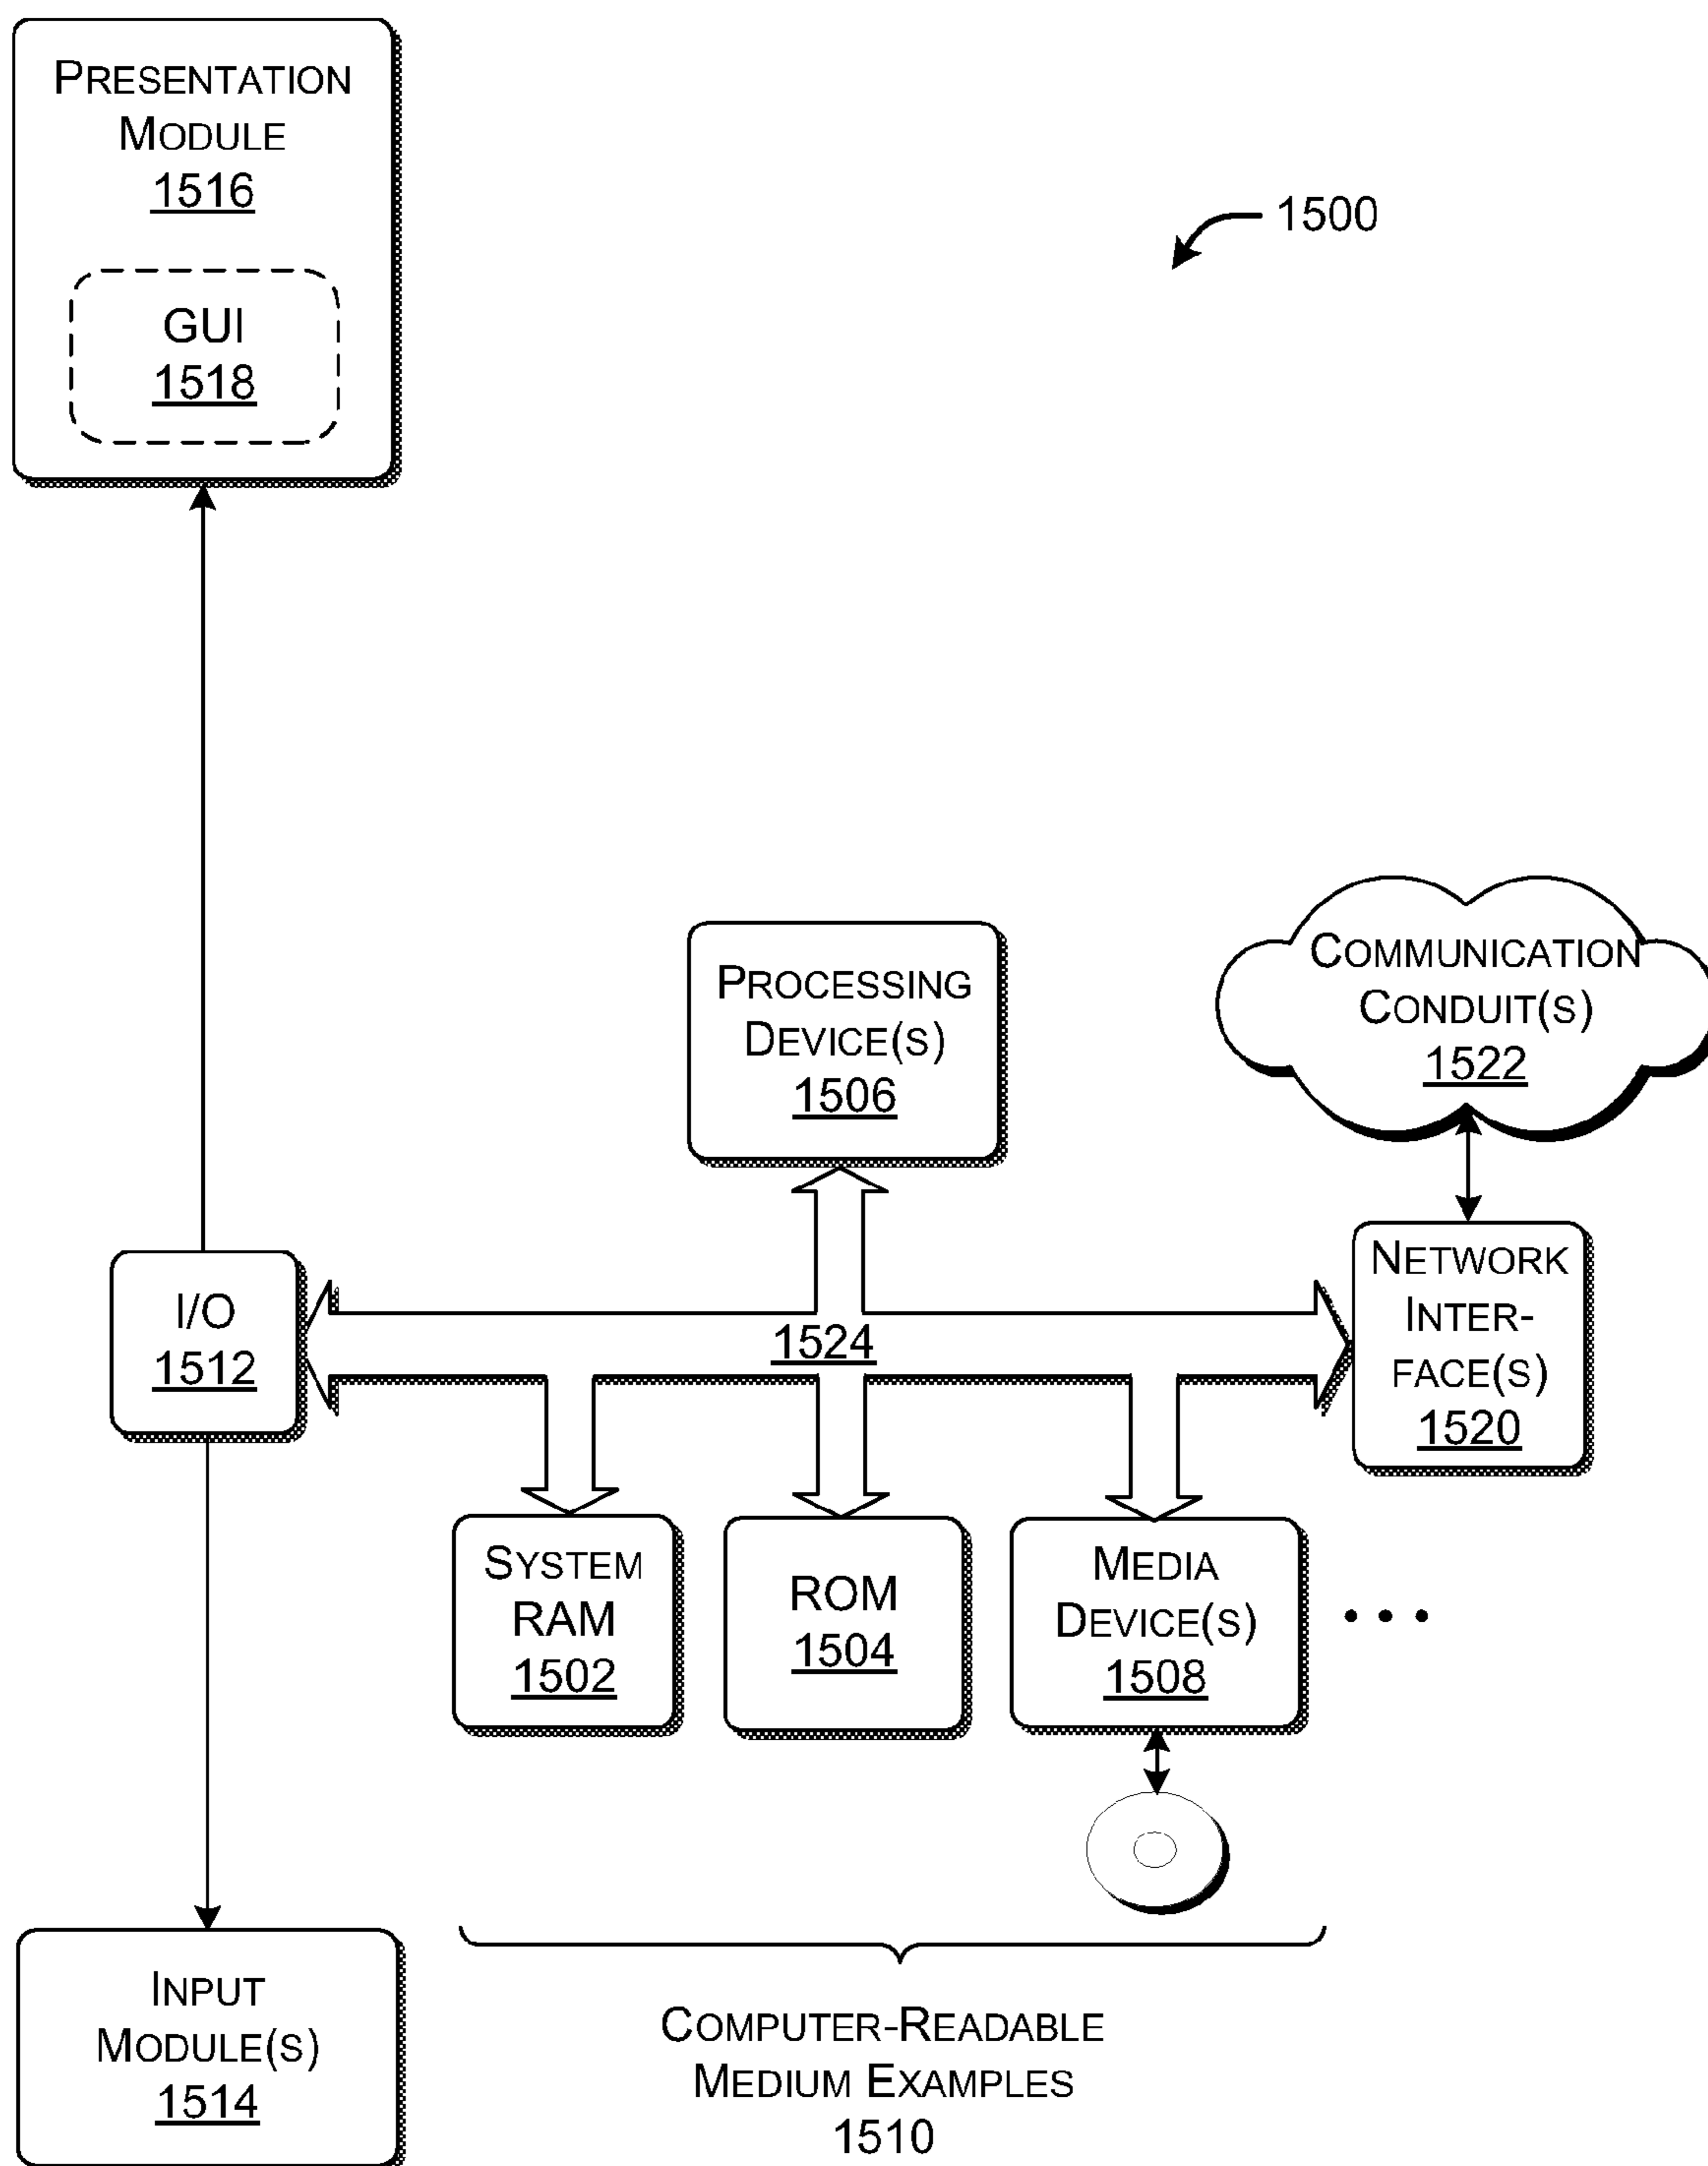 PRESENTATION
MODULE
1516
GUI
1518
1500
PROCESSING
DEVICE(S)
1506
COMMUNICATION
CONDUIT(S)
1522
I/O
1512
1524
NETWORK
INTER-
FACE(S)
1520
SYSTEM
RAM
1502
ROM
1504
MEDIA
DEVICE(S)
1508
• • •
INPUT
MODULE(S)
1514
COMPUTER-READABLE
MEDIUM EXAMPLES
1510